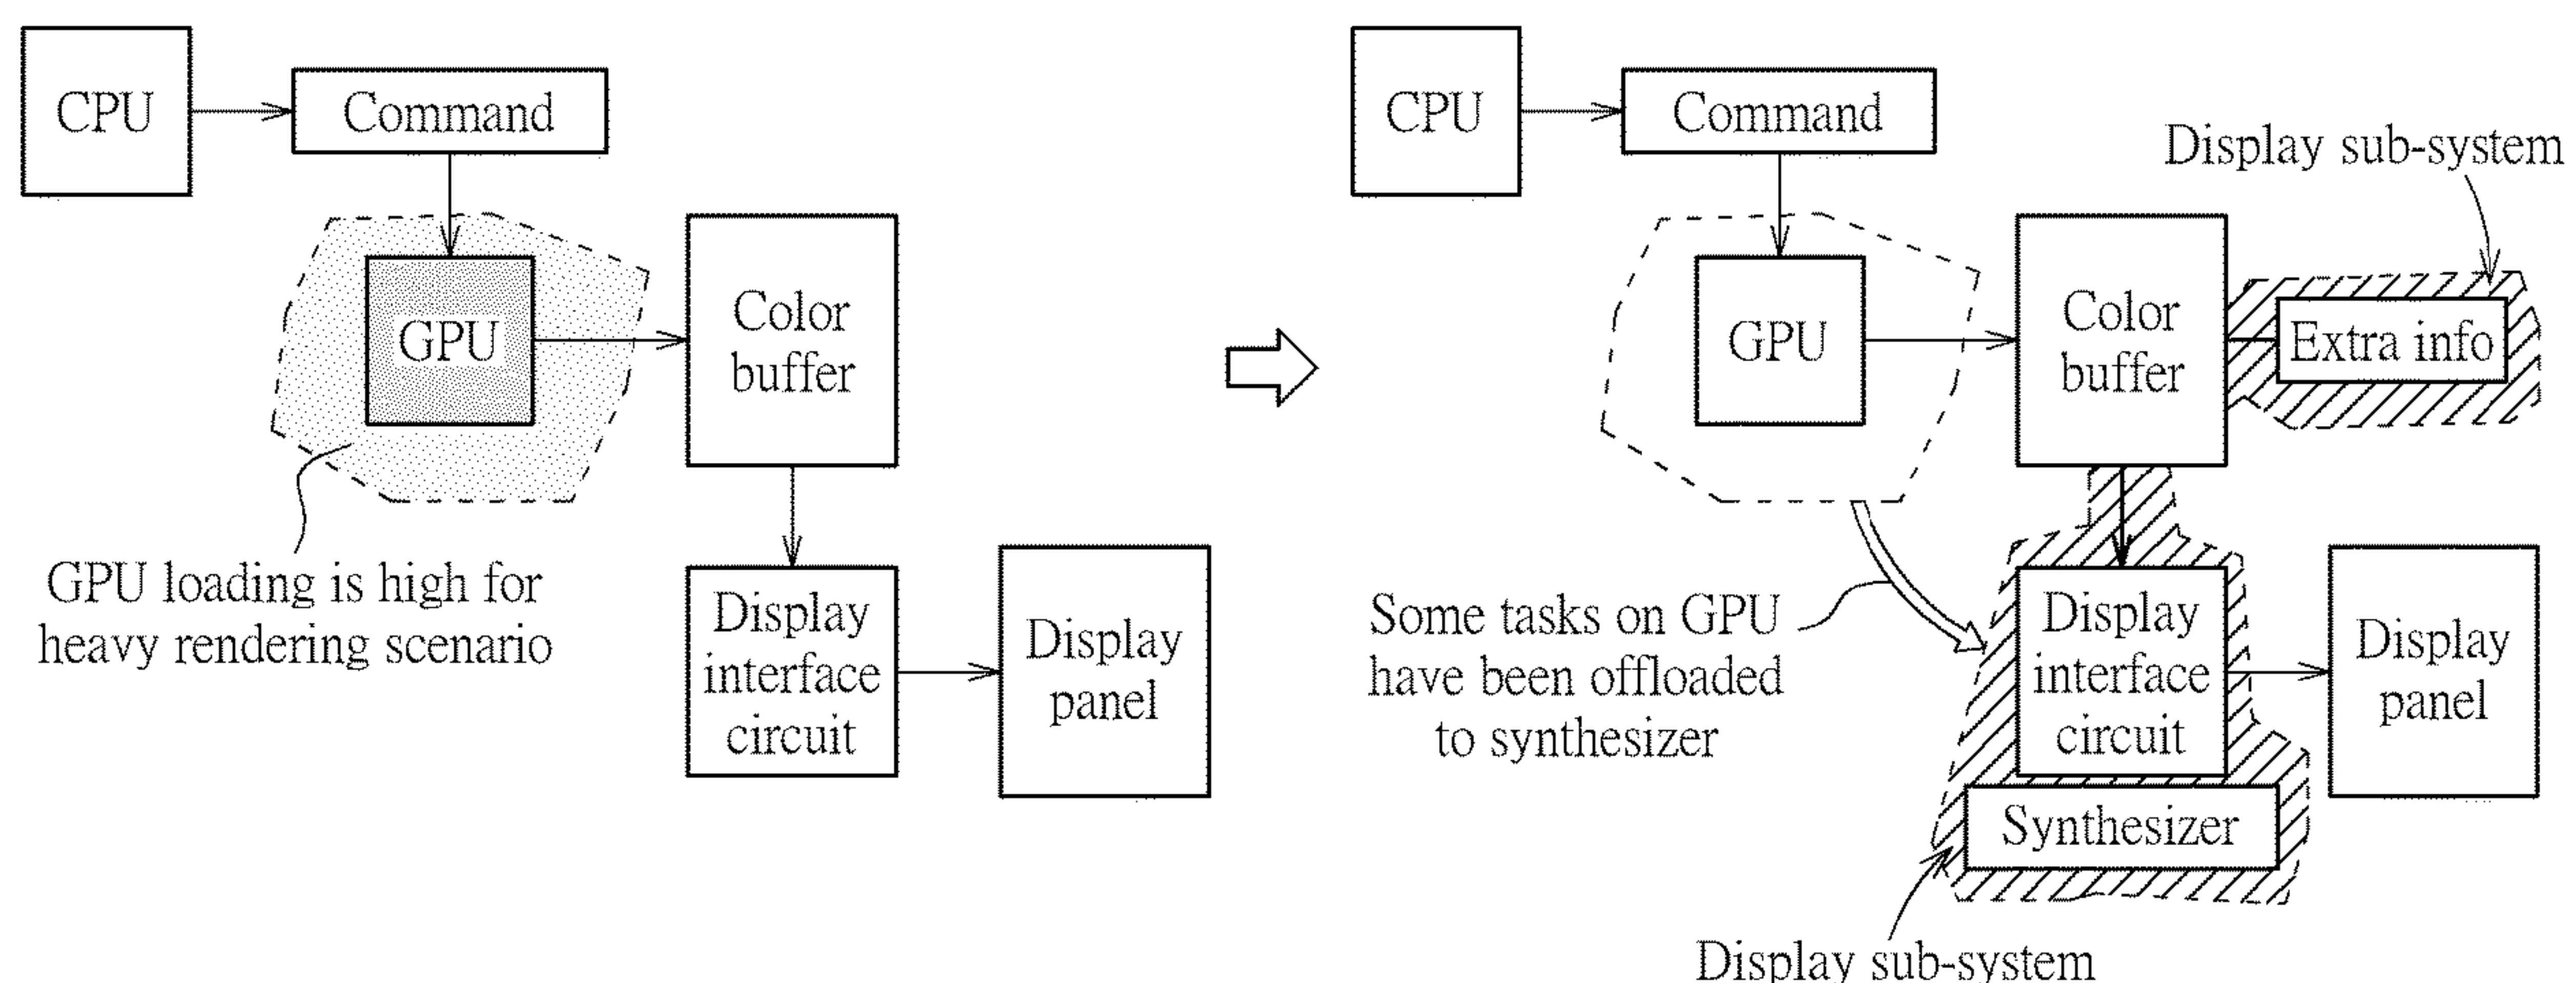 CPU
Command
GPU
Color
buffer
GPU loading is high for
heavy rendering scenario
Display
interface
circuit
Display
panel
CPU
Command
Display sub-system
GPU
Color
buffer
Extra info
Some tasks on GPU
have been offloaded
to synthesizer
Display
interface
circuit
Display
panel
Synthesizer
Display sub-system